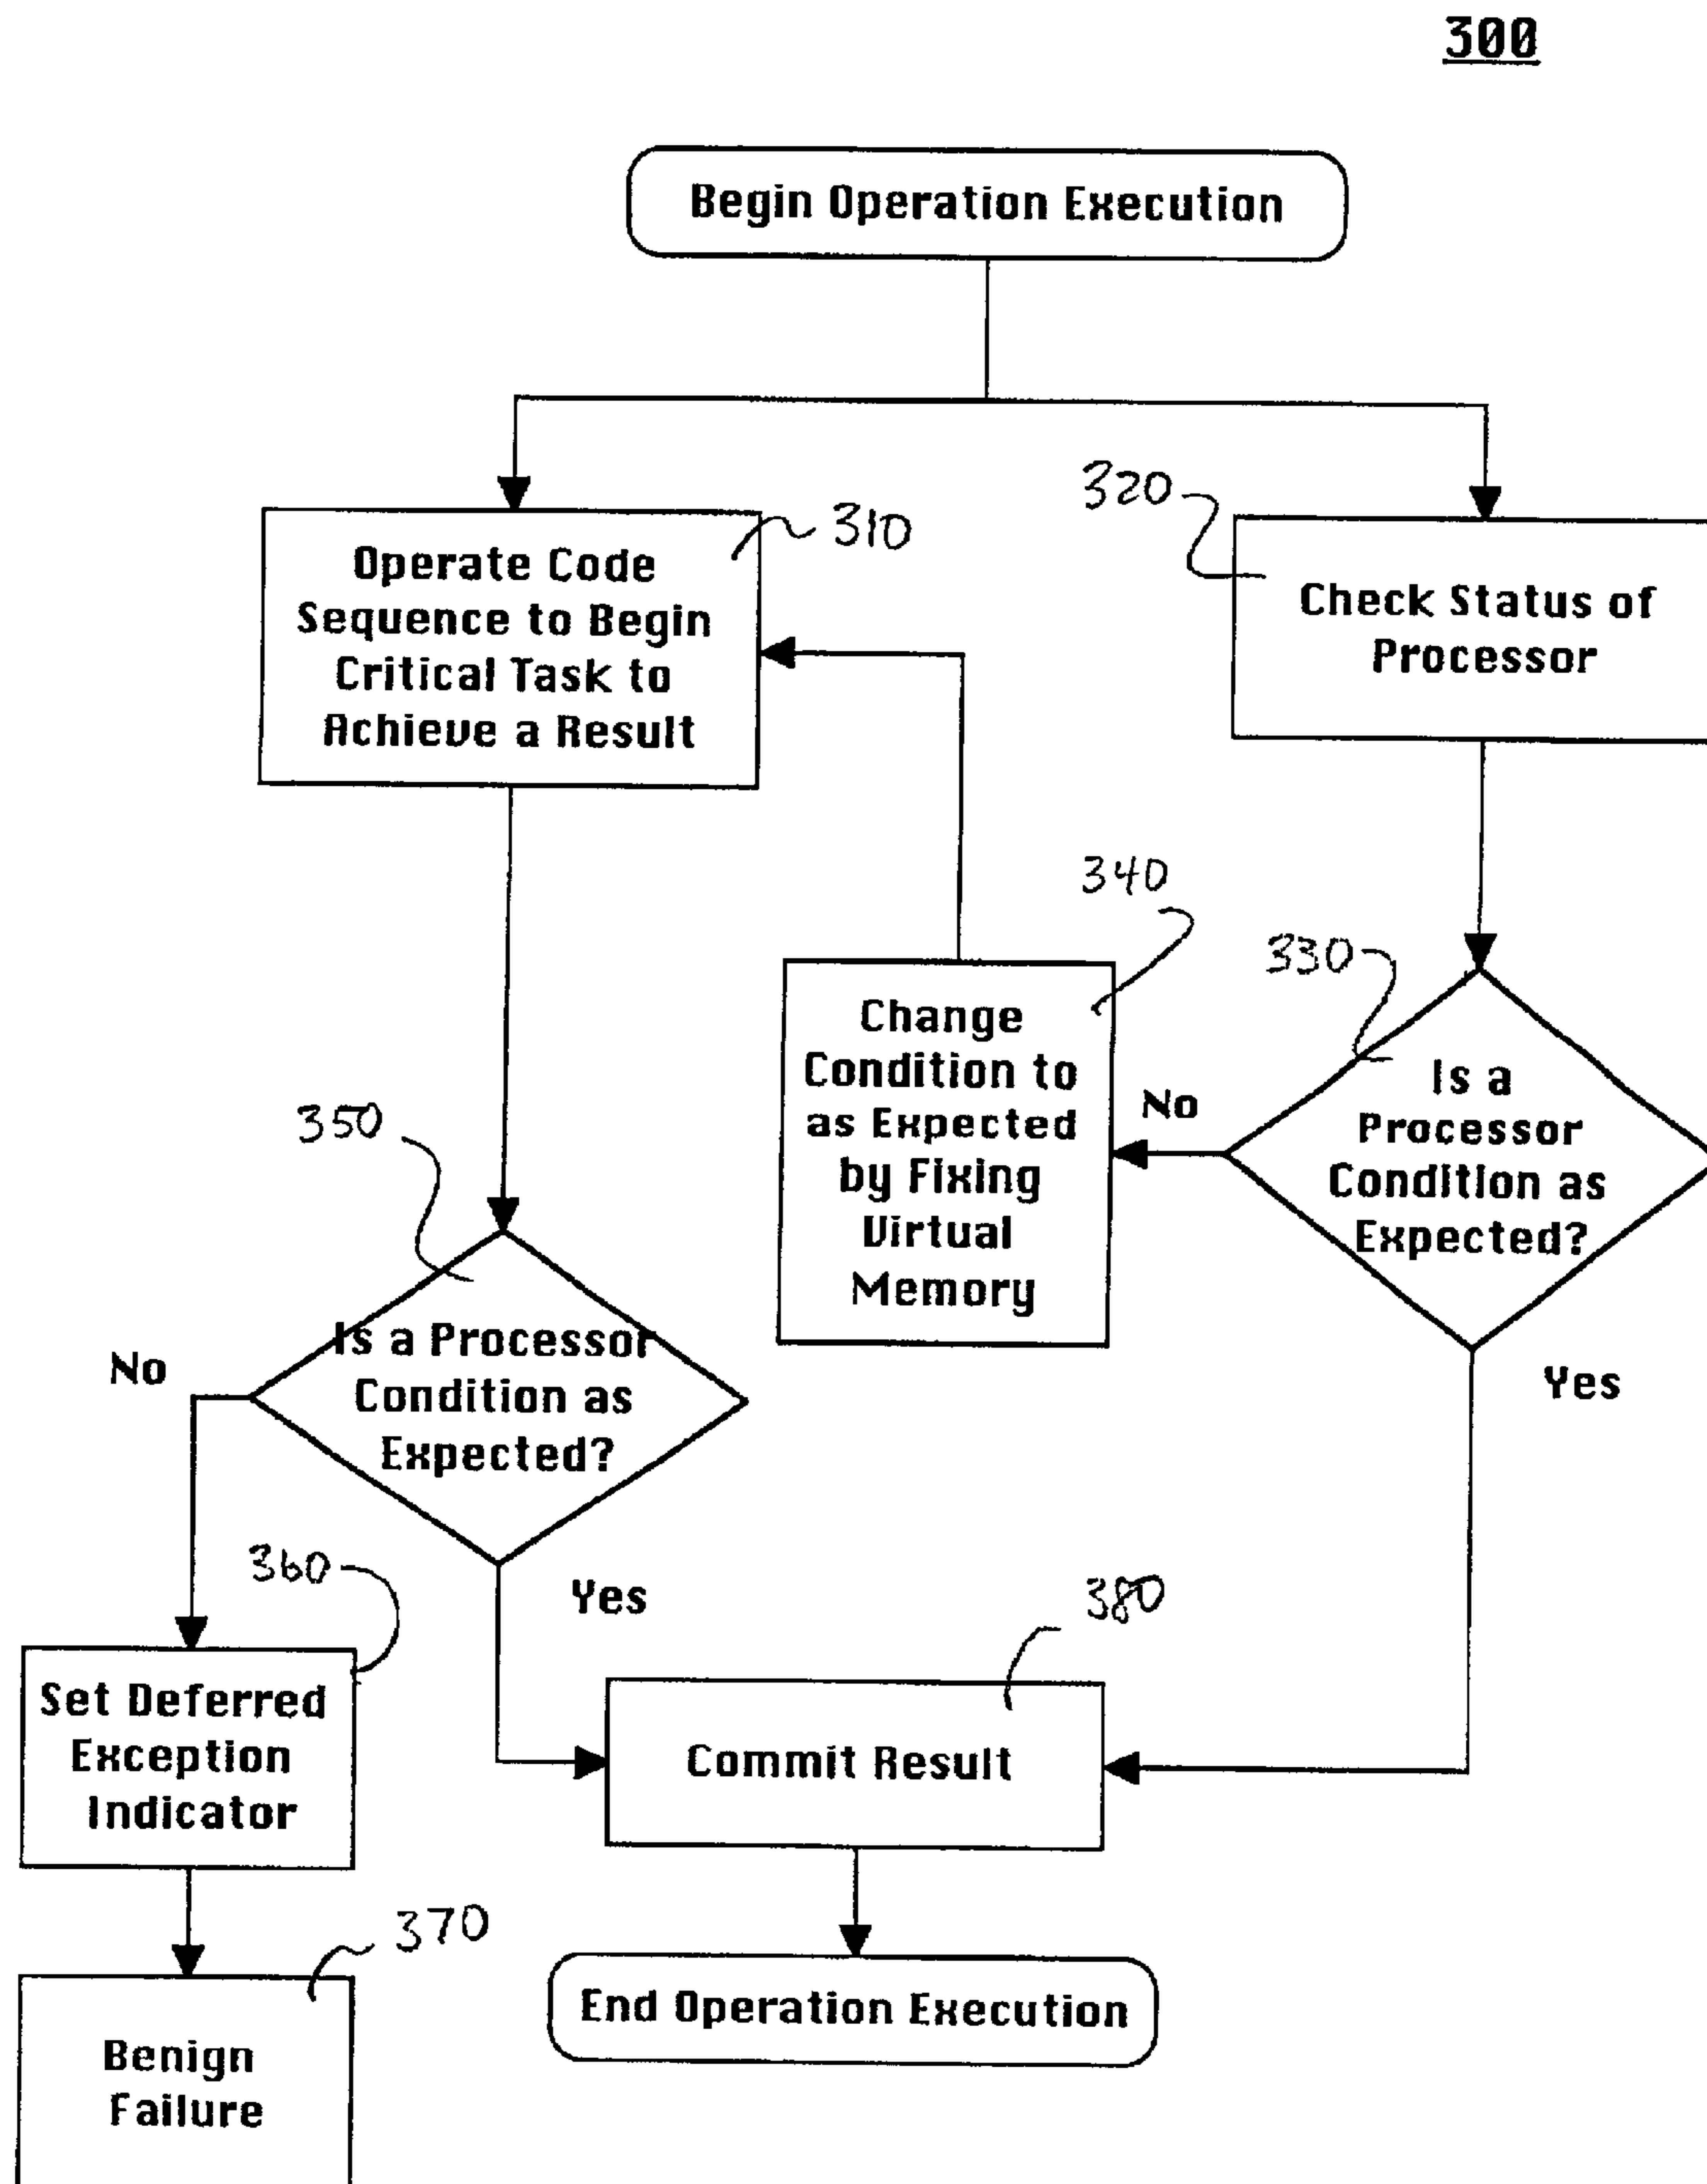 300
Begin Operation Execution
310
320
Operate Code
Sequence to Begin
Critical Task to
Achieve a Result
Check Status of
Processor
340
330
Change
Condition to
as Expected
by Fixing
Virtual
Memory
No
Is a
Processor
Condition as
Expected?
Yes
350
Is a Processor
Condition as
Expected?
No
Yes
360
Set Deferred
Exception
Indicator
380
Commit Result
370
Benign
Failure
End Operation Execution